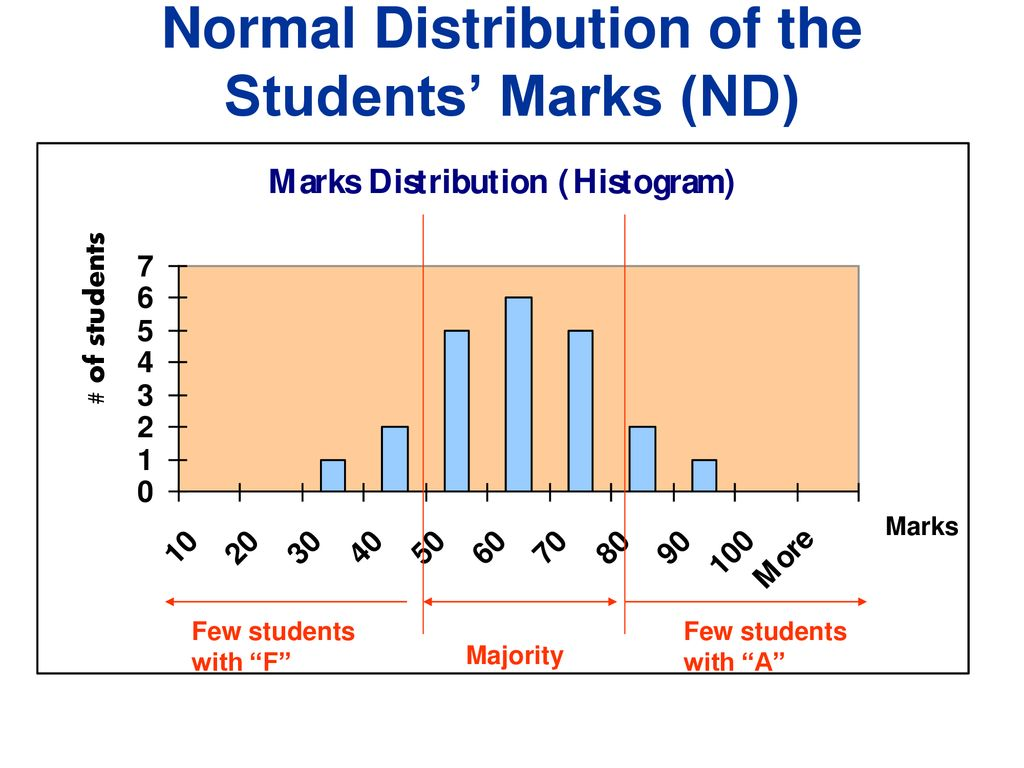 Normal Distribution of the
Students’ Marks (ND)
Marks Distribution (Histogram)
# of students
7
6
5
4
3
2
1
0
10 20 30 40 50 60 70 80 90 100 More
Marks
Few students
with “F”
Majority
Few students
with “A”